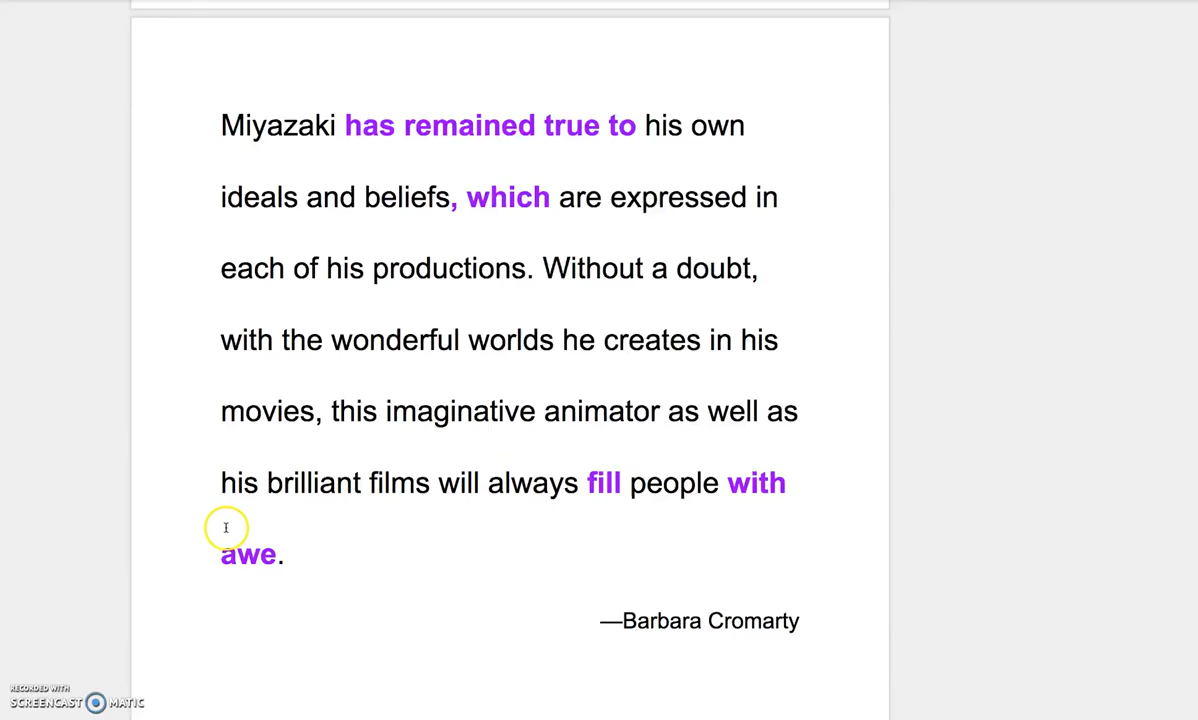 Miyazaki has remained true to his own
ideals and beliefs, which are expressed in
each of his productions. Without a doubt,
with the wonderful worlds he creates in his
movies, this imaginative animator as well as
his brilliant films will always fill people with
awe.
—Barbara Cromarty
RECORDED WITH
SCREENCAST MATIC